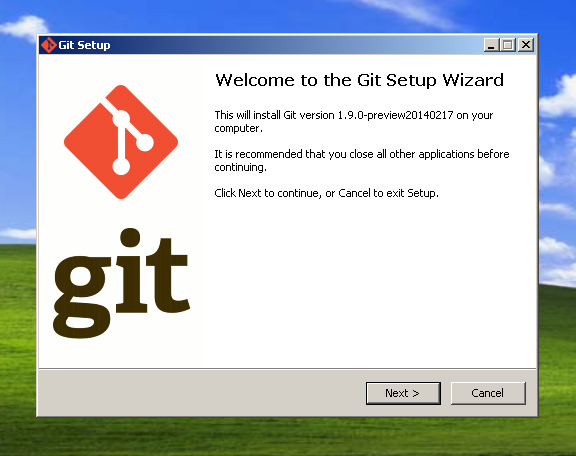 Git Setup
Welcome to the Git Setup Wizard
This will install Git version 1.9.0-preview20140217 on your
computer.
It is recommended that you close all other applications before
continuing.
Click Next to continue, or Cancel to exit Setup.
git
Next >
Cancel